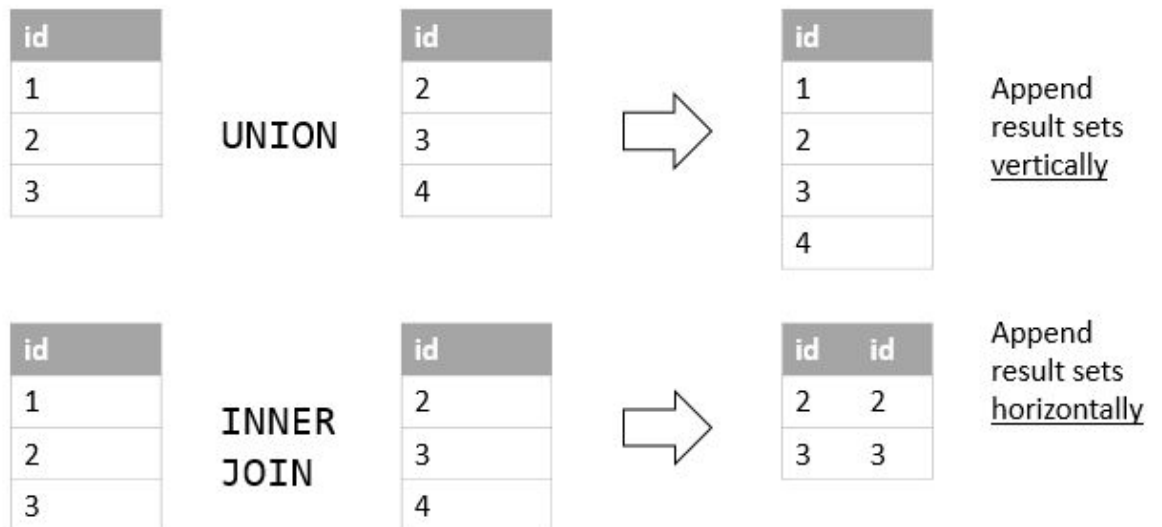 id
1
2
3
UNION
id
2
3
4
id
1
2
3
4
Append
result sets
vertically
id
1
2
3
INNER
JOIN
id
2
3
4
id id
2 2
3 3
Append
result sets
horizontally